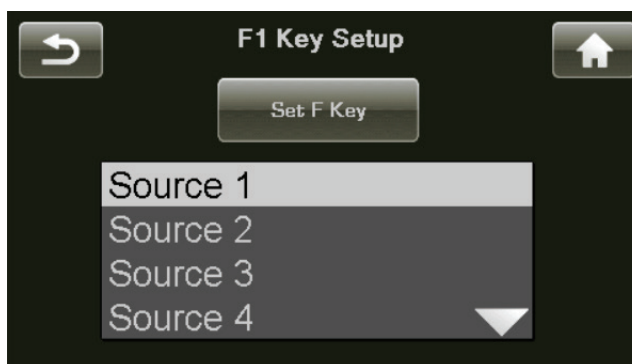 F1 Key Setup
Set F Key
Source 1
Source 2
Source 3
Source 4